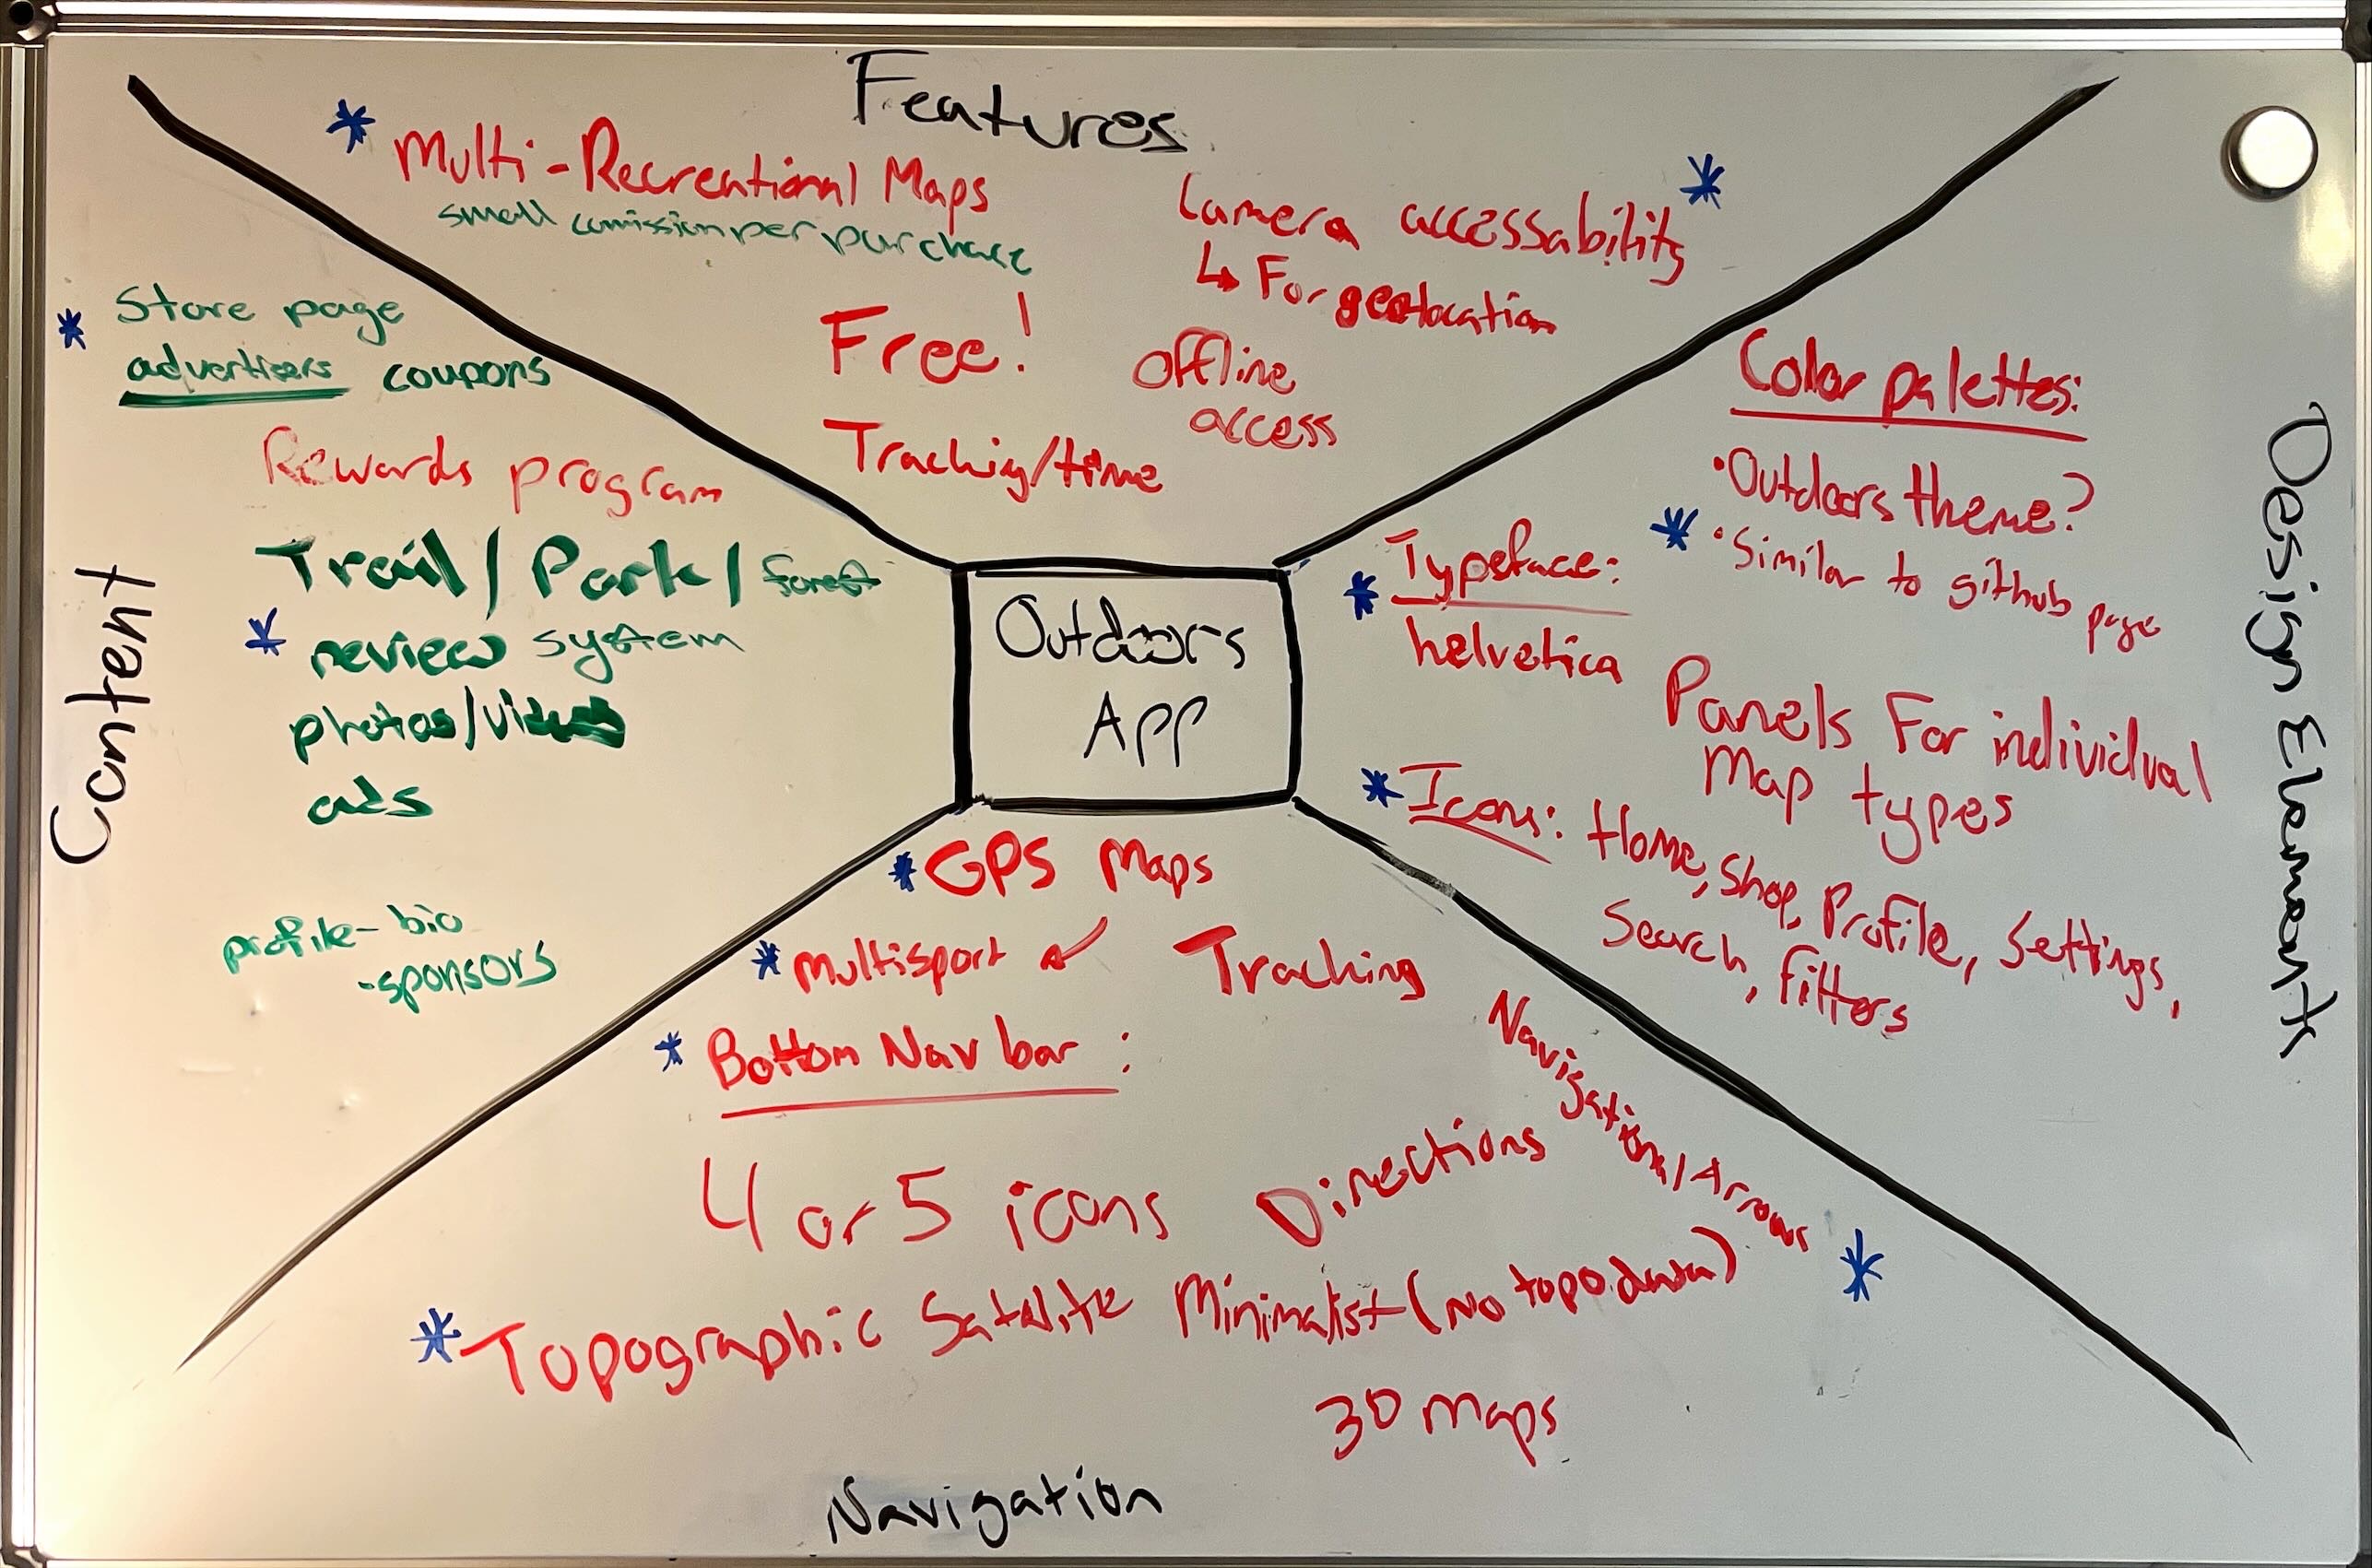 Features
* Multi-Recreational Maps
small comission per purchase
Camera accessability *
↳ For geolocation
Free!
Offline
access
Tracking/time
* Store page
advertisers coupons
Rewards program
Trail / Park / forest
* review system
photos/videos
ads
profile - bio
- sponsors
Content
Outdoors
App
Color palettes:
• Outdoors theme?
* • Similar to github page
* Typeface:
helvetica
Panels For individual
Map types
* Icons: Home, Shop, Profile, Settings,
Search, filters
Design Elements
* GPS Maps
* Multisport ↙ Tracking
* Bottom Nav bar:
4 or 5 icons
Directions
Navigation/Arrows *
* Topographic Satelite Minimalist (No topo. data)
3D Maps
Navigation